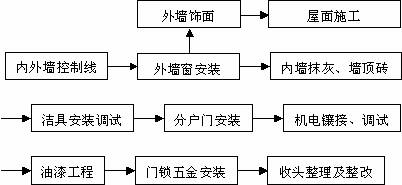 外墙饰面
屋面施工
内外墙控制线
外墙窗安装
内墙抹灰、墙顶砖
洁具安装调试
分户门安装
机电镶接、调试
油漆工程
门锁五金安装
收头整理及整改